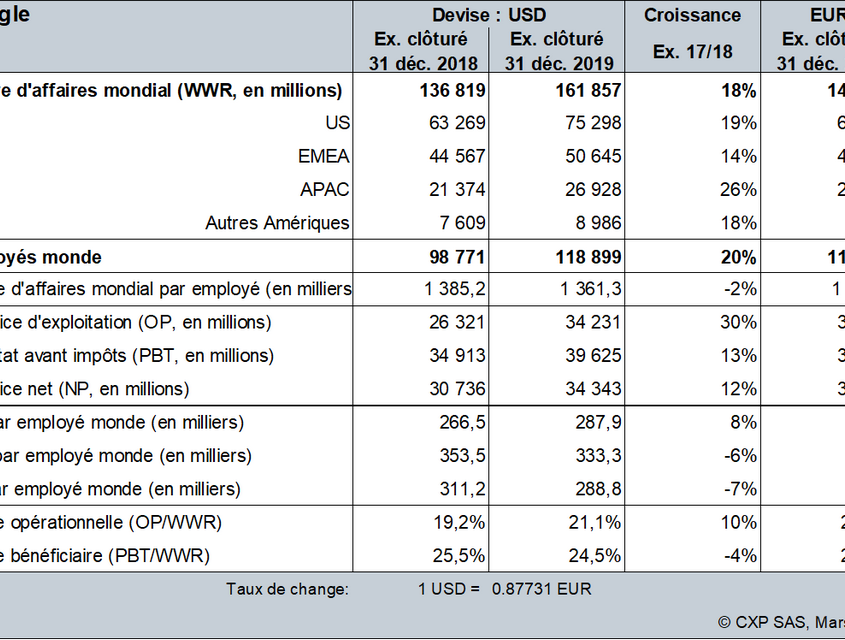 gle Devise : USD Croissance EUR
Ex. clôturé Ex. clôturé Ex. 17/18 Ex. clôt
31 déc. 2018 31 déc. 2019 31 déc.
e d'affaires mondial (WWR, en millions) 136 819 161 857 18% 14
US 63 269 75 298 19% 6
EMEA 44 567 50 645 14% 4
APAC 21 374 26 928 26% 2
Autres Amériques 7 609 8 986 18%
oyés monde 98 771 118 899 20% 11
e d'affaires mondial par employé (en milliers 1 385,2 1 361,3 -2% 1
ice d'exploitation (OP, en millions) 26 321 34 231 30% 3
tat avant impôts (PBT, en millions) 34 913 39 625 13% 3
ice net (NP, en millions) 30 736 34 343 12% 3
ar employé monde (en milliers) 266,5 287,9 8%
par employé monde (en milliers) 353,5 333,3 -6%
ar employé monde (en milliers) 311,2 288,8 -7%
e opérationnelle (OP/WWR) 19,2% 21,1% 10% 2
e bénéficiaire (PBT/WWR) 25,5% 24,5% -4% 2
Taux de change: 1 USD = 0.87731 EUR
© CXP SAS, Mars